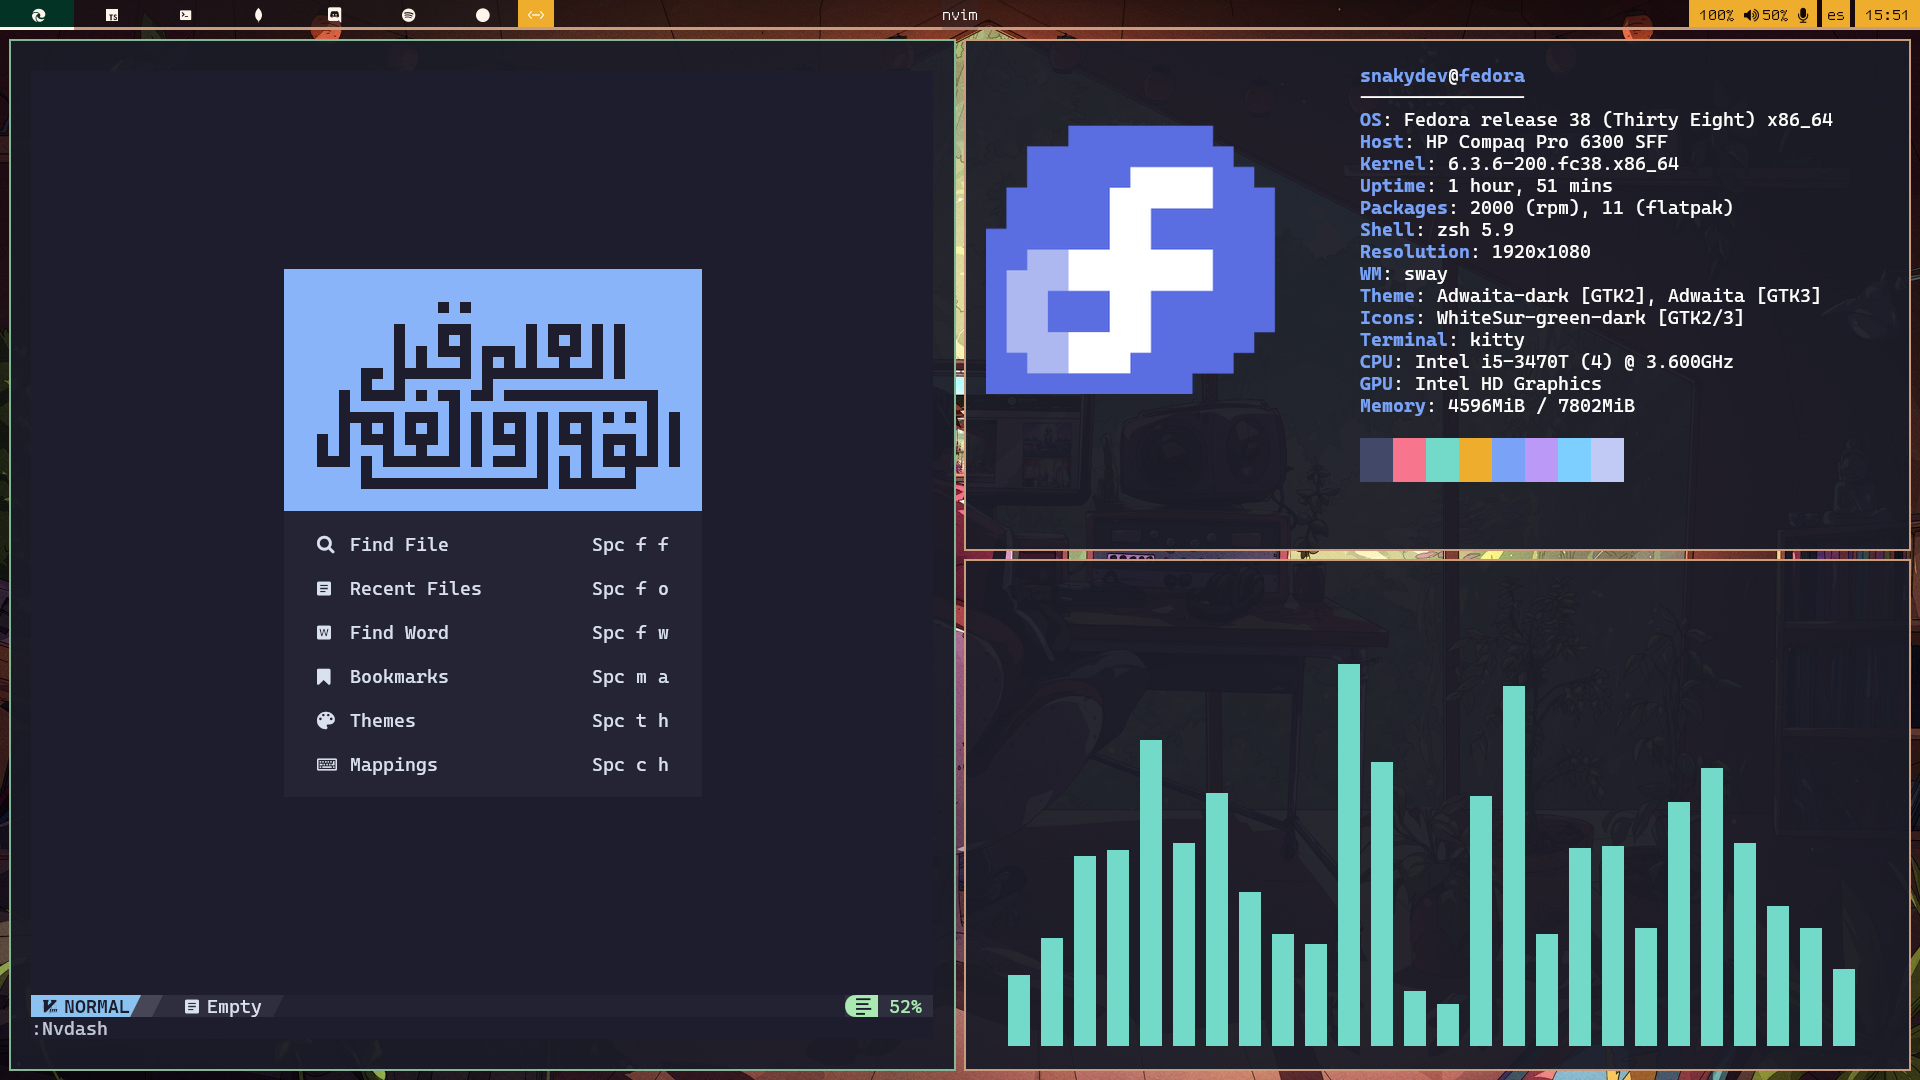 nvim
100% 50% es 15:51
العلم قبل
القول والعمل
Find File Spc f f
Recent Files Spc f o
Find Word Spc f w
Bookmarks Spc m a
Themes Spc t h
Mappings Spc c h
NORMAL Empty 52%
:Nvdash
snakydev@fedora
OS: Fedora release 38 (Thirty Eight) x86_64
Host: HP Compaq Pro 6300 SFF
Kernel: 6.3.6-200.fc38.x86_64
Uptime: 1 hour, 51 mins
Packages: 2000 (rpm), 11 (flatpak)
Shell: zsh 5.9
Resolution: 1920x1080
WM: sway
Theme: Adwaita-dark [GTK2], Adwaita [GTK3]
Icons: WhiteSur-green-dark [GTK2/3]
Terminal: kitty
CPU: Intel i5-3470T (4) @ 3.600GHz
GPU: Intel HD Graphics
Memory: 4596MiB / 7802MiB